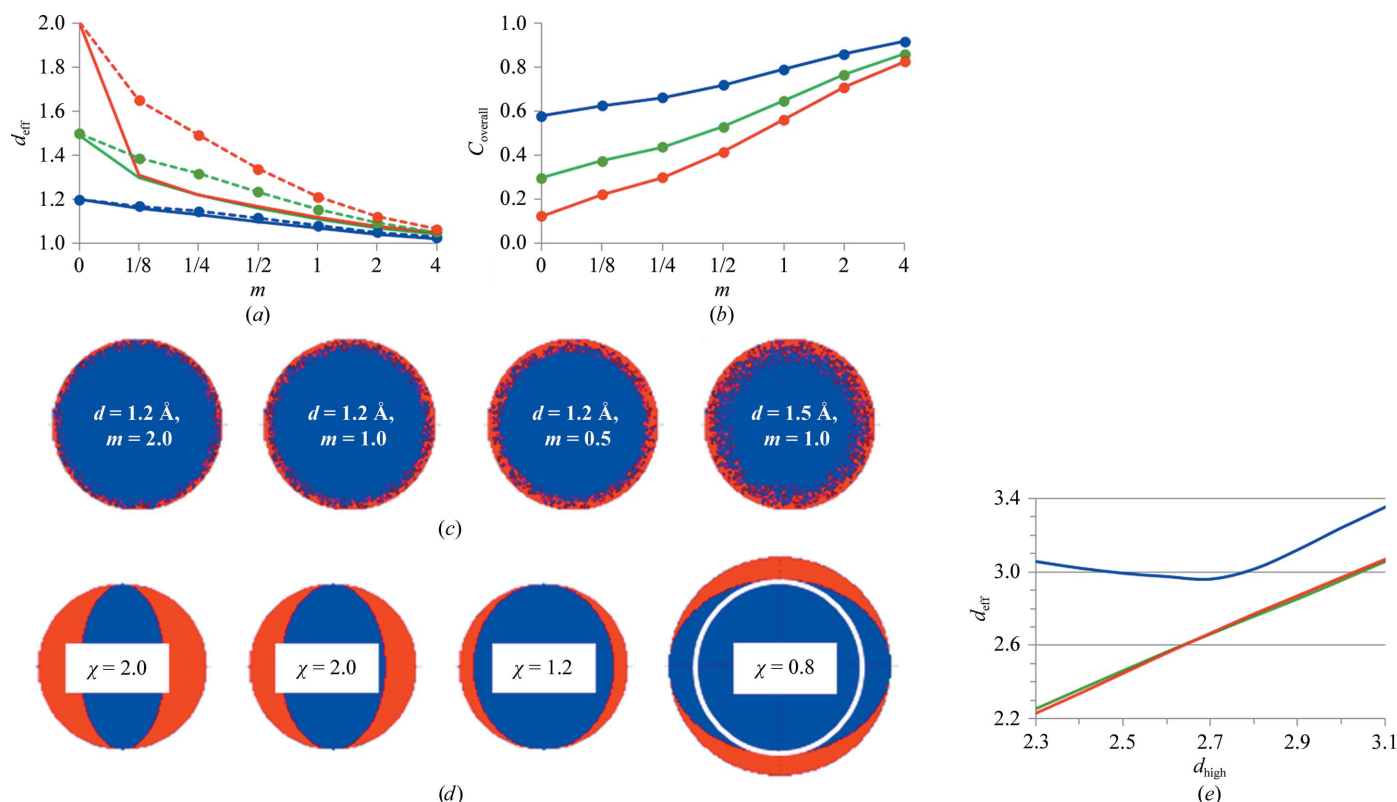 2.0
1.8
1.6
1.4
1.2
1.0
d_eff
0 1/8 1/4 1/2 1 2 4
m
(a)
1.0
0.8
0.6
0.4
0.2
0.0
C_overall
0 1/8 1/4 1/2 1 2 4
m
(b)
d = 1.2 Å,
m = 2.0
d = 1.2 Å,
m = 1.0
d = 1.2 Å,
m = 0.5
d = 1.5 Å,
m = 1.0
(c)
χ = 2.0
χ = 2.0
χ = 1.2
χ = 0.8
(d)
3.4
3.0
2.6
2.2
d_eff
2.3 2.5 2.7 2.9 3.1
d_high
(e)